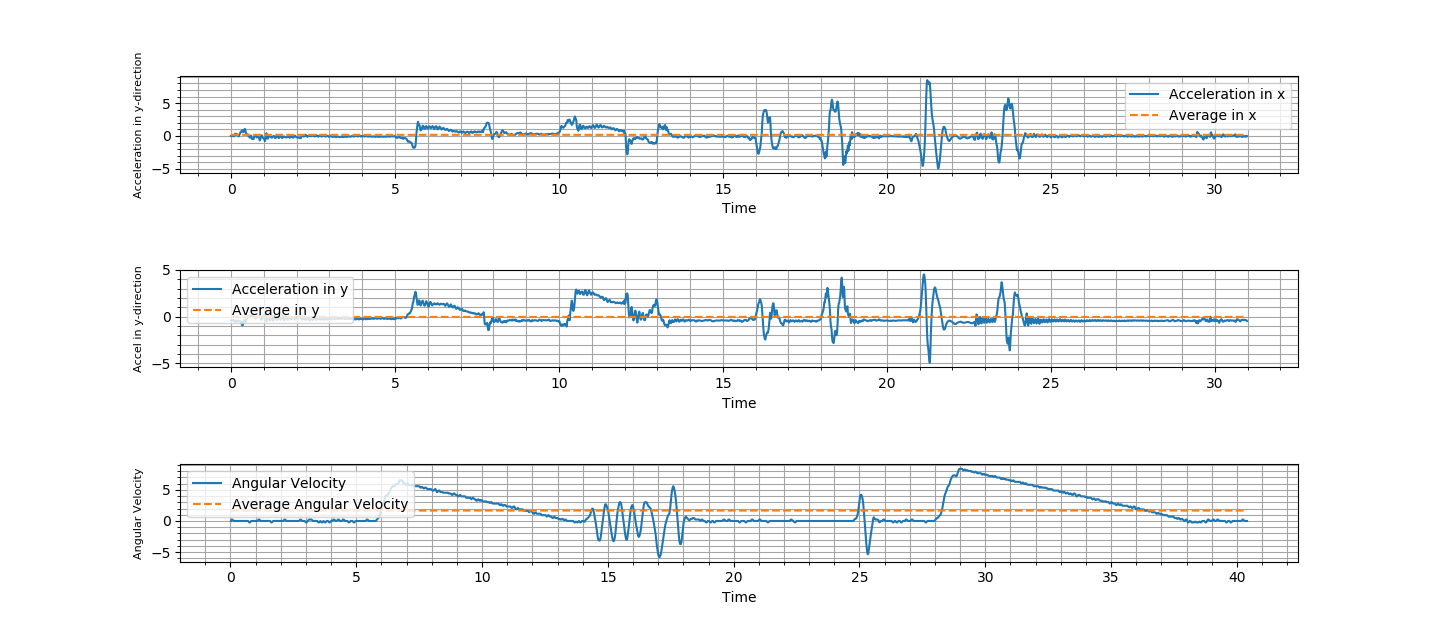 Acceleration in y-direction
5
0
−5
Acceleration in x
Average in x
0 5 10 15 20 25 30
Time
Accel in y-direction
5
0
−5
Acceleration in y
Average in y
0 5 10 15 20 25 30
Time
Angular Velocity
5
0
−5
Angular Velocity
Average Angular Velocity
0 5 10 15 20 25 30 35 40
Time